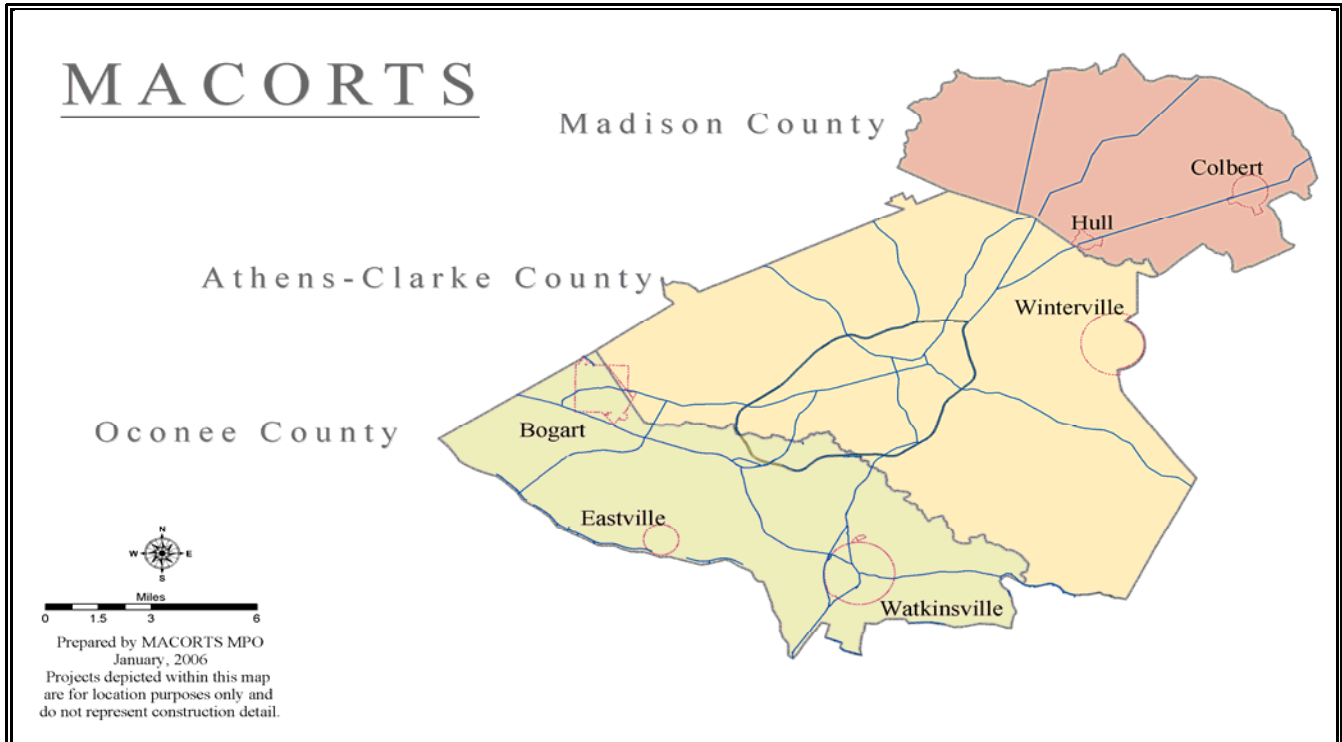 MACORTS
Madison County
Colbert
Hull
Athens-Clarke County
Winterville
Oconee County
Bogart
Eastville
Watkinsville
N
W E
S
Miles
0 1.5 3 6
Prepared by MACORTS MPO
January, 2006
Projects depicted within this map
are for location purposes only and
do not represent construction detail.